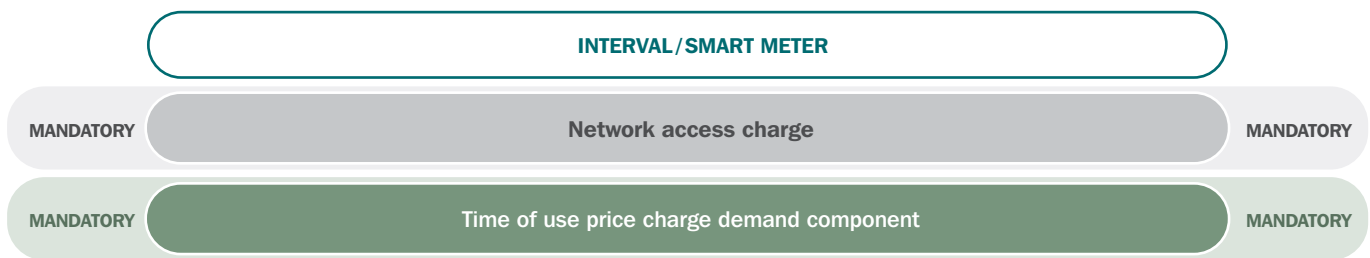 INTERVAL/SMART METER
MANDATORY Network access charge MANDATORY
MANDATORY Time of use price charge demand component MANDATORY